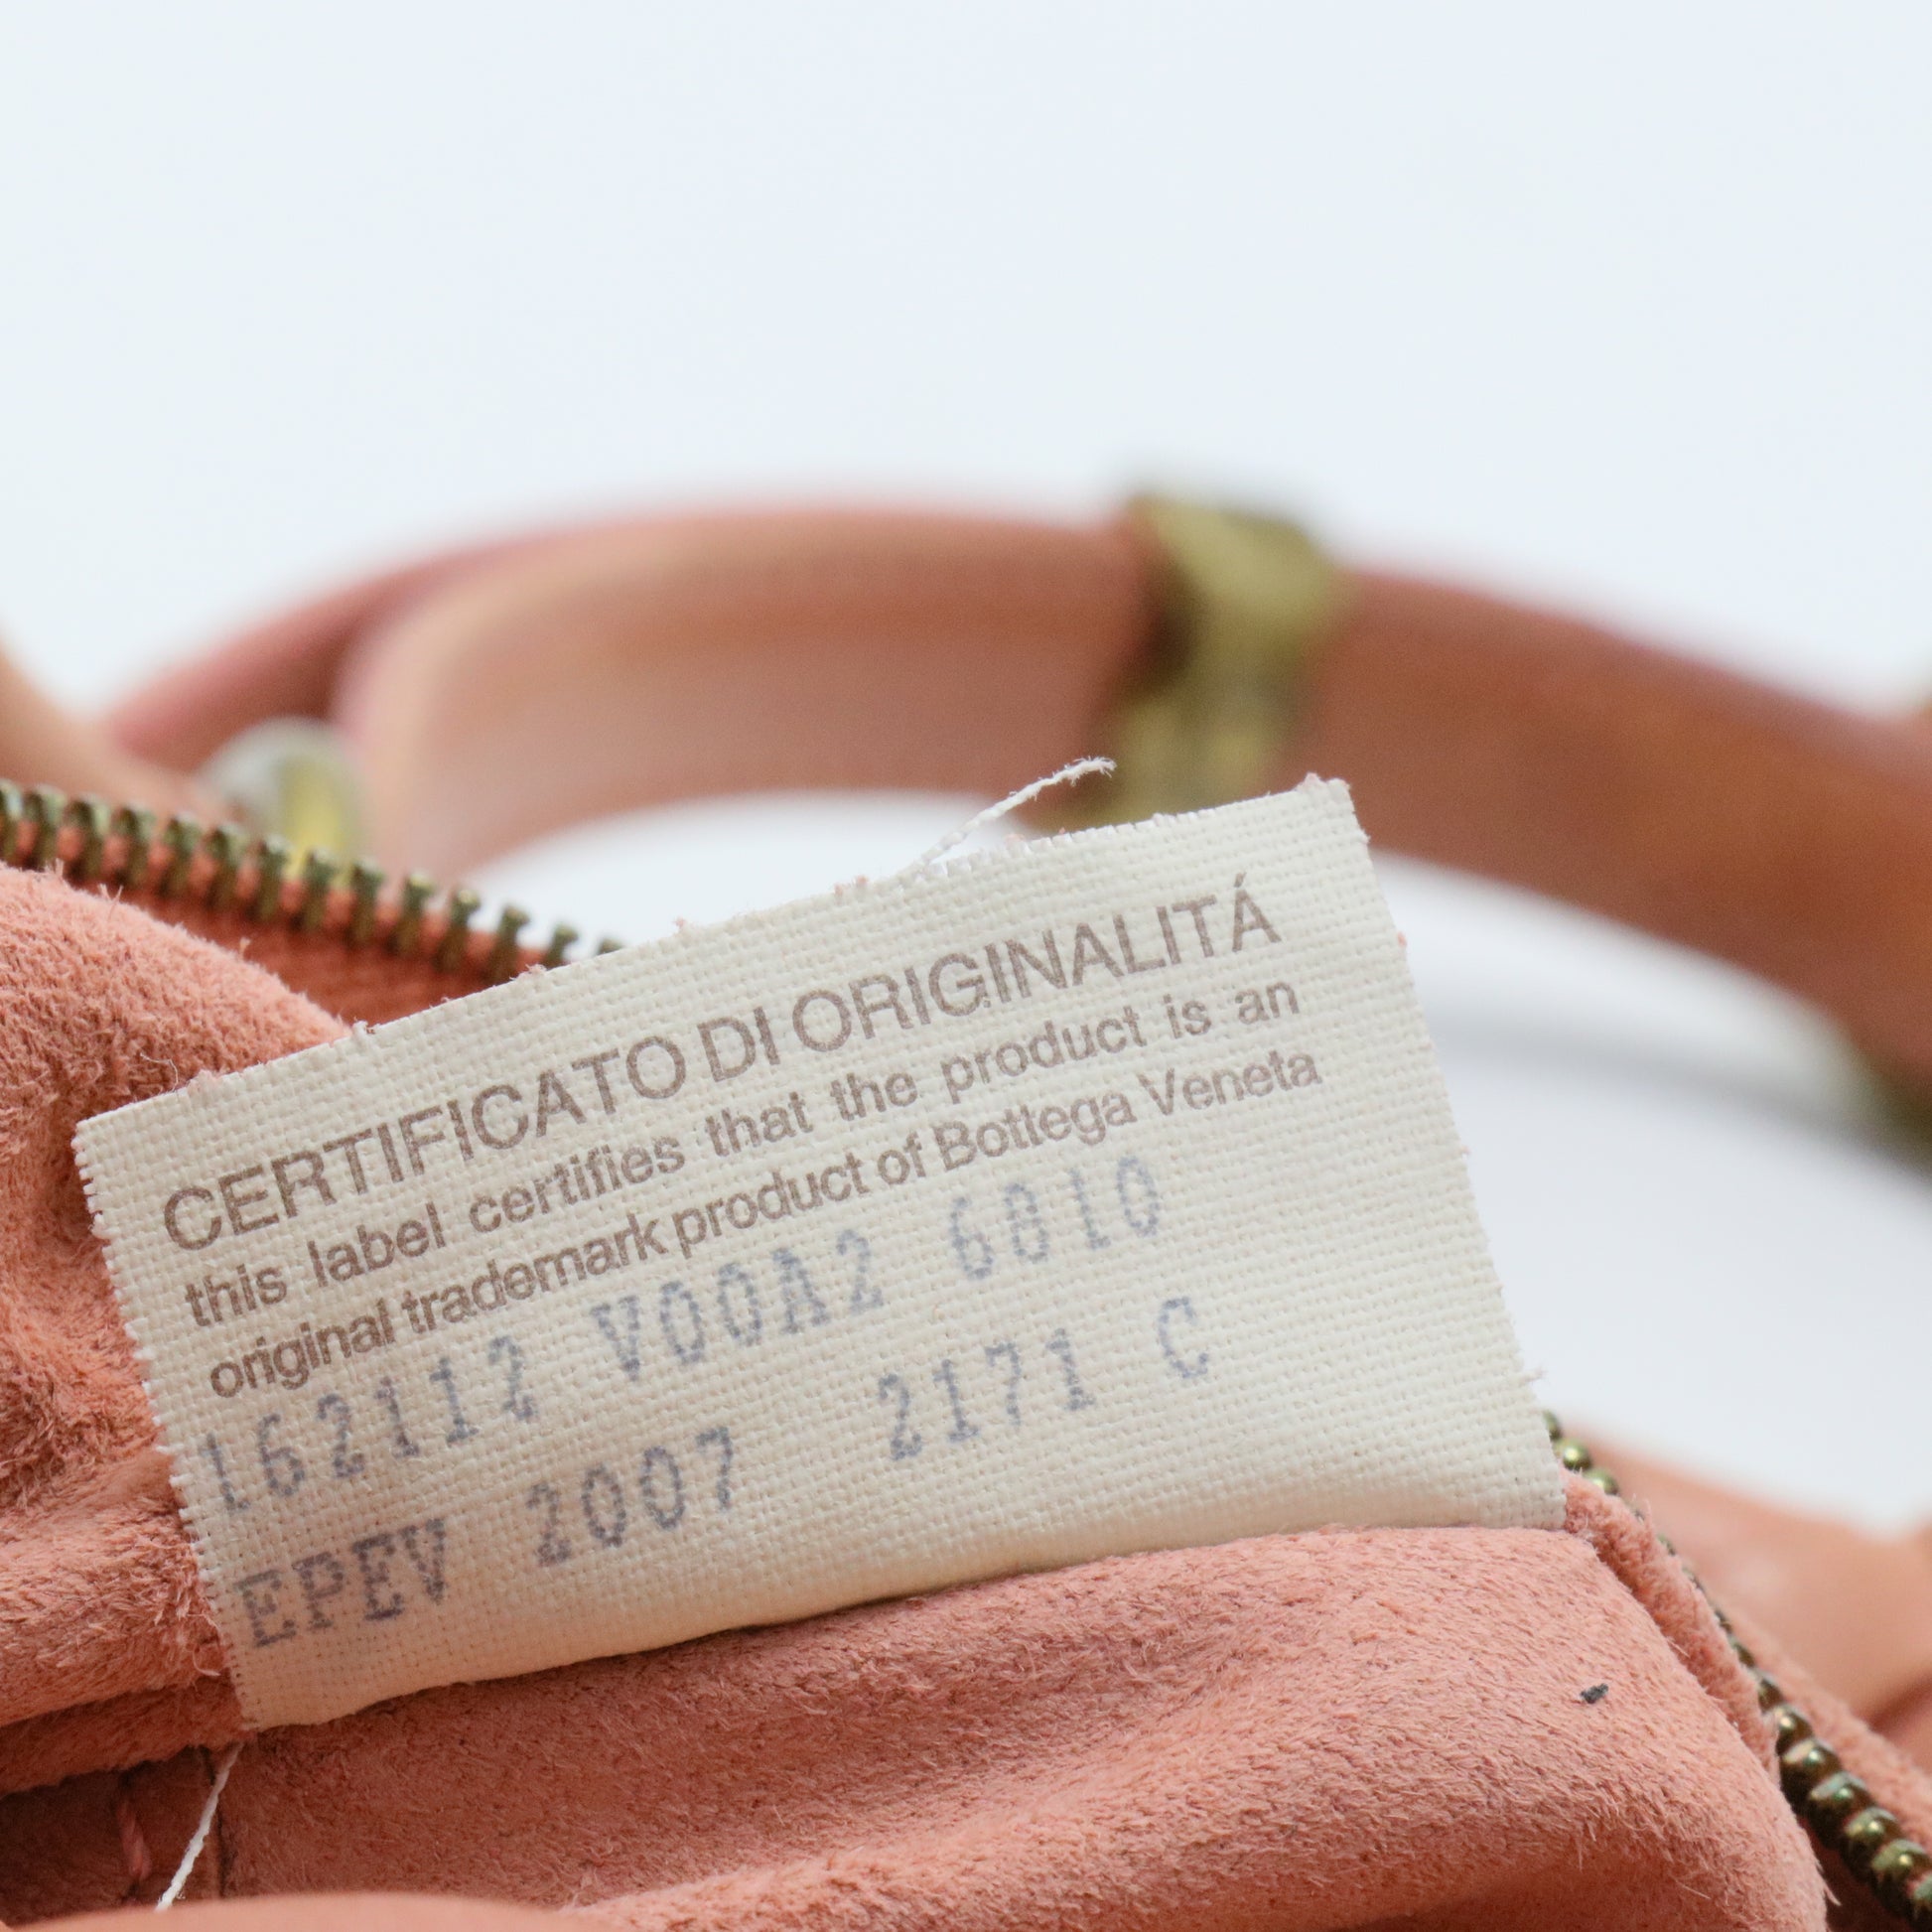 CERTIFICATO DI ORIGINALITÁ
this label certifies that the product is an
original trademark product of Bottega Veneta
162112 V00A2 6810
EPEV 2007 2171 C